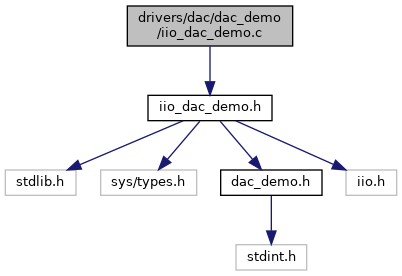 drivers/dac/dac_demo
/iio_dac_demo.c
iio_dac_demo.h
stdlib.h
sys/types.h
dac_demo.h
iio.h
stdint.h